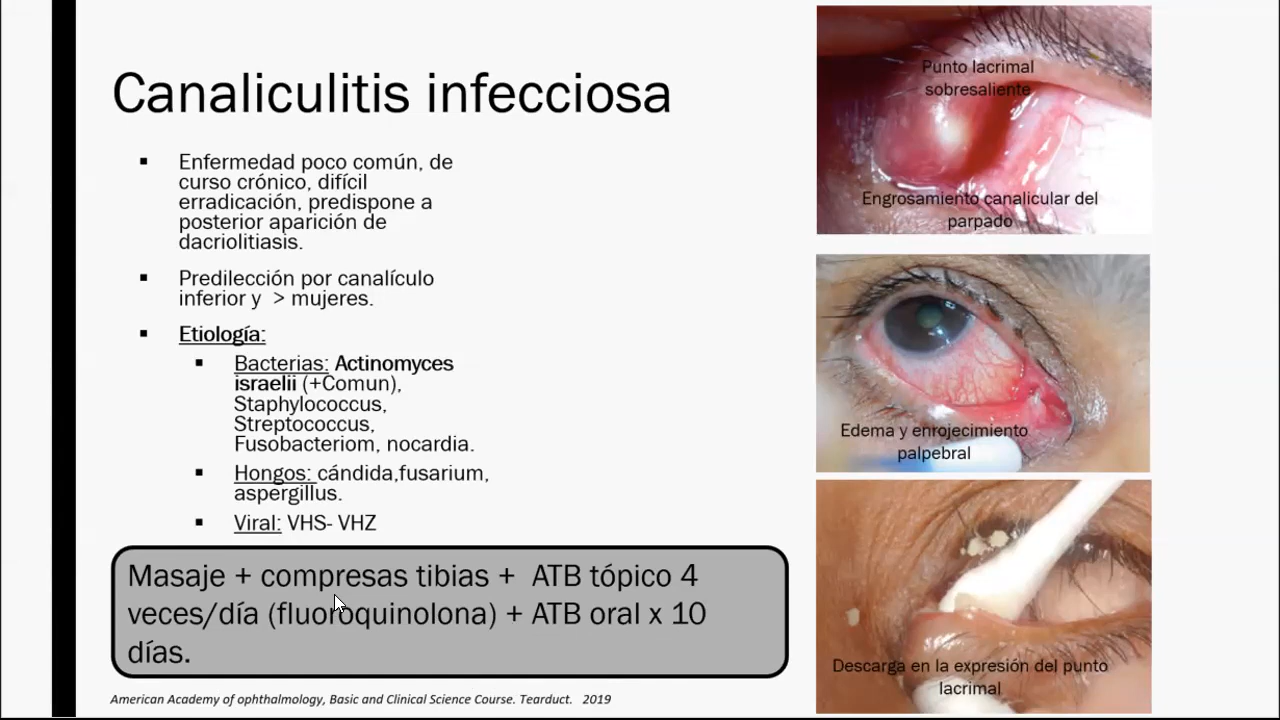 Canaliculitis infecciosa
Enfermedad poco común, de
curso crónico, difícil
erradicación, predispone a
posterior aparición de
dacriolitiasis.
Predilección por canalículo
inferior y > mujeres.
Etiología:
Bacterias: Actinomyces
israelii (+Comun),
Staphylococcus,
Streptococcus,
Fusobacteriom, nocardia.
Hongos: cándida,fusarium,
aspergillus.
Viral: VHS- VHZ
Masaje + compresas tibias + ATB tópico 4
veces/día (fluoroquinolona) + ATB oral x 10
días.
American Academy of ophthalmology, Basic and Clinical Science Course. Tearduct. 2019
Punto lacrimal
sobresaliente
Engrosamiento canalicular del
parpado
Edema y enrojecimiento
palpebral
Descarga en la expresión del punto
lacrimal